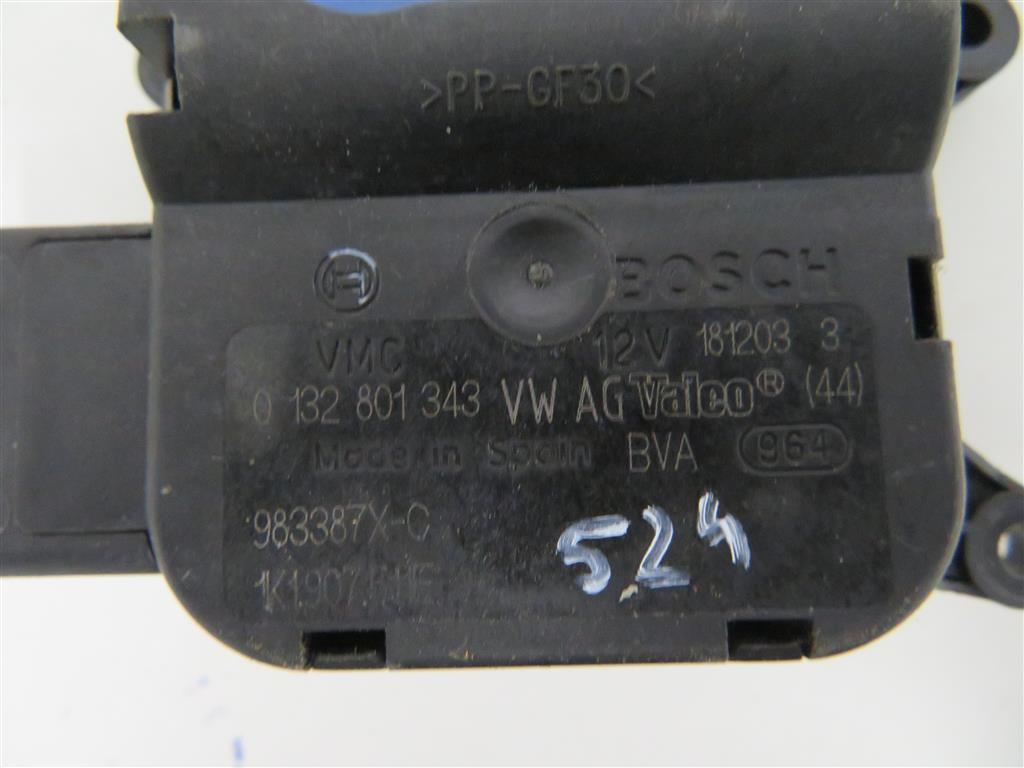 >PP-GF30<
BOSCH
VMC 12V 181203 3
0 132 801 343 VW AG Valeo® (44)
Made in Spain BVA 964
983387X-C
524